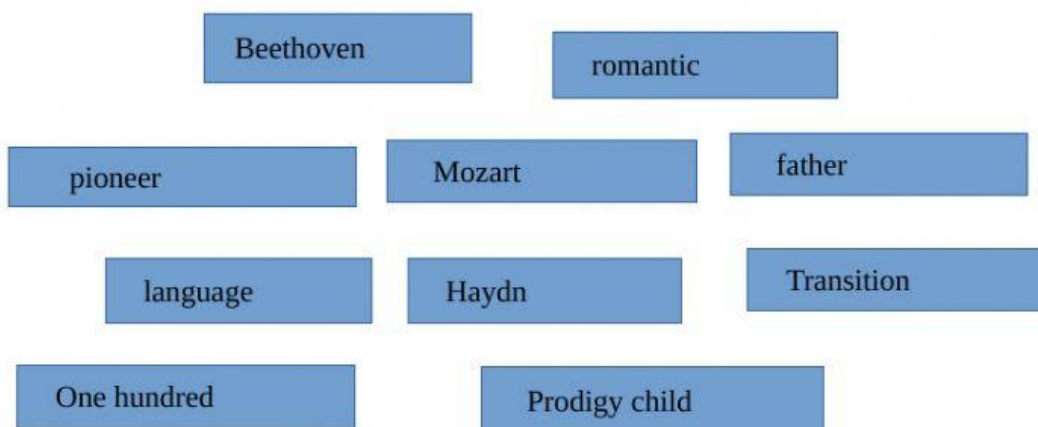 Beethoven
romantic
pioneer
Mozart
father
language
Haydn
Transition
One hundred
Prodigy child